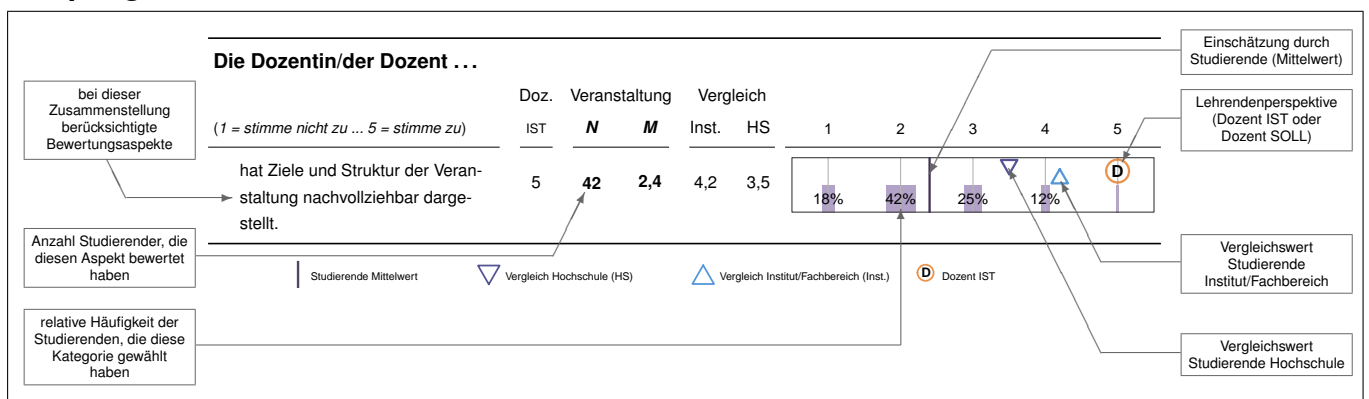 Die Dozentin/der Dozent . . .
Doz. Veranstaltung Vergleich
(1 = stimme nicht zu ... 5 = stimme zu) IST N M Inst. HS 1 2 3 4 5
hat Ziele und Struktur der Veran-
staltung nachvollziehbar darge-
stellt.
5 42 2,4 4,2 3,5
D
18% 42% 25% 12%
Studierende Mittelwert Vergleich Hochschule (HS) Vergleich Institut/Fachbereich (Inst.) D Dozent IST
bei dieser
Zusammenstellung
berücksichtigte
Bewertungsaspekte
Anzahl Studierender, die
diesen Aspekt bewertet
haben
relative Häufigkeit der
Studierenden, die diese
Kategorie gewählt
haben
Einschätzung durch
Studierende (Mittelwert)
Lehrendenperspektive
(Dozent IST oder
Dozent SOLL)
Vergleichswert
Studierende
Institut/Fachbereich
Vergleichswert
Studierende Hochschule